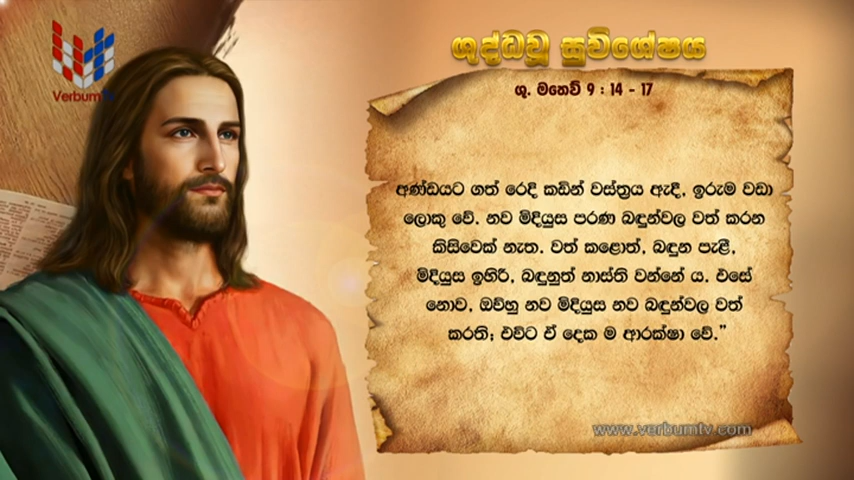 VerbumTv
ශුද්ධවූ සුවිශේෂය
ශු. මතෙව් 9 : 14 - 17
අණ්ඩයට ගත් රෙදි කඩින් වස්ත්‍රය ඇදී, ඉරුම වඩා
ලොකු වේ. නව මිදියුස පරණ බඳුන්වල වත් කරන
කිසිවෙක් නැත. වත් කළොත්, බඳුන පැළී,
මිදියුස ඉහිරී, බඳුනුත් නාස්ති වන්නේ ය. එසේ
නොව, ඔව්හු නව මිදියුස නව බඳුන්වල වත්
කරති; එවිට ඒ දෙක ම ආරක්ෂා වේ.”
www.verbumtv.com